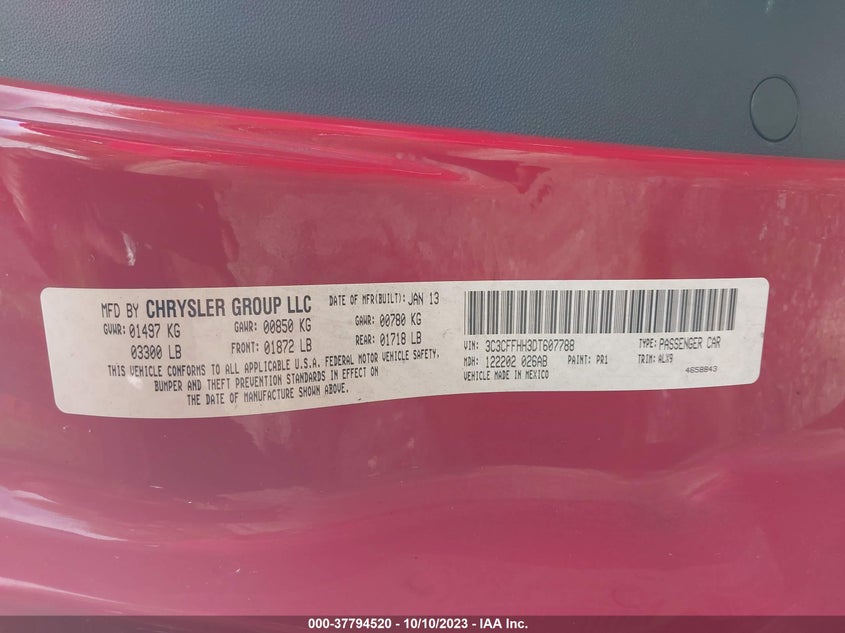 MFD BY CHRYSLER GROUP LLC DATE OF MFR(BUILT): JAN 13
GVWR: 01497 KG GAWR: 00850 KG GAWR: 00780 KG
03300 LB FRONT: 01872 LB REAR: 01718 LB
THIS VEHICLE CONFORMS TO ALL APPLICABLE U.S.A. FEDERAL MOTOR VEHICLE SAFETY,
BUMPER AND THEFT PREVENTION STANDARDS IN EFFECT ON
THE DATE OF MANUFACTURE SHOWN ABOVE.
VIN: 3C3CFFHH3DT607788 TYPE: PASSENGER CAR
MDH: 122202 026AB PAINT: PR1 TRIM: ALX9
VEHICLE MADE IN MEXICO 4658843
000-37794520 - 10/10/2023 - IAA Inc.